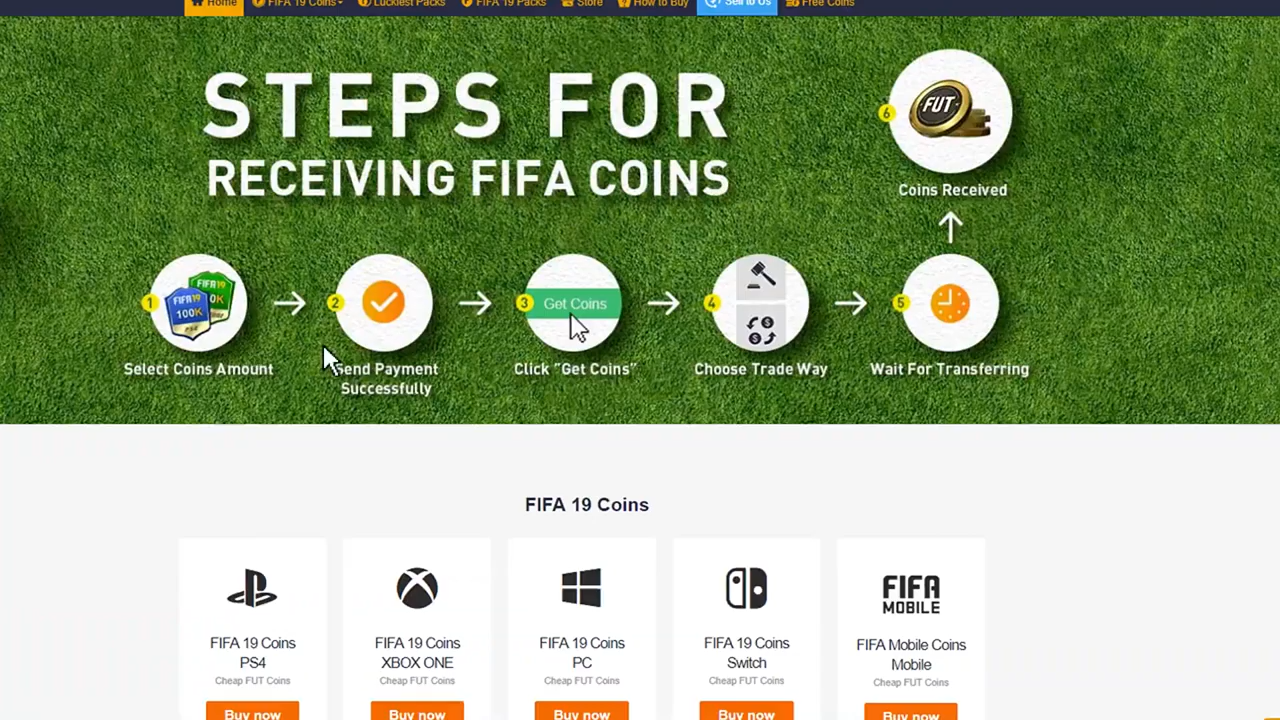 Home FIFA 19 Coins Luckiest Packs FIFA 19 Packs Store How to Buy Sell to Us Free Coins
STEPS FOR
RECEIVING FIFA COINS
6
FUT
Coins Received
1
FIFA19
FIFA19
100K
PS4
2
3
Get Coins
4
5
Select Coins Amount
Send Payment
Successfully
Click "Get Coins"
Choose Trade Way
Wait For Transferring
FIFA 19 Coins
FIFA 19 Coins
PS4
Cheap FUT Coins
Buy now
FIFA 19 Coins
XBOX ONE
Cheap FUT Coins
Buy now
FIFA 19 Coins
PC
Cheap FUT Coins
Buy now
FIFA 19 Coins
Switch
Cheap FUT Coins
Buy now
FIFA
MOBILE
FIFA Mobile Coins
Mobile
Cheap FUT Coins
Buy now